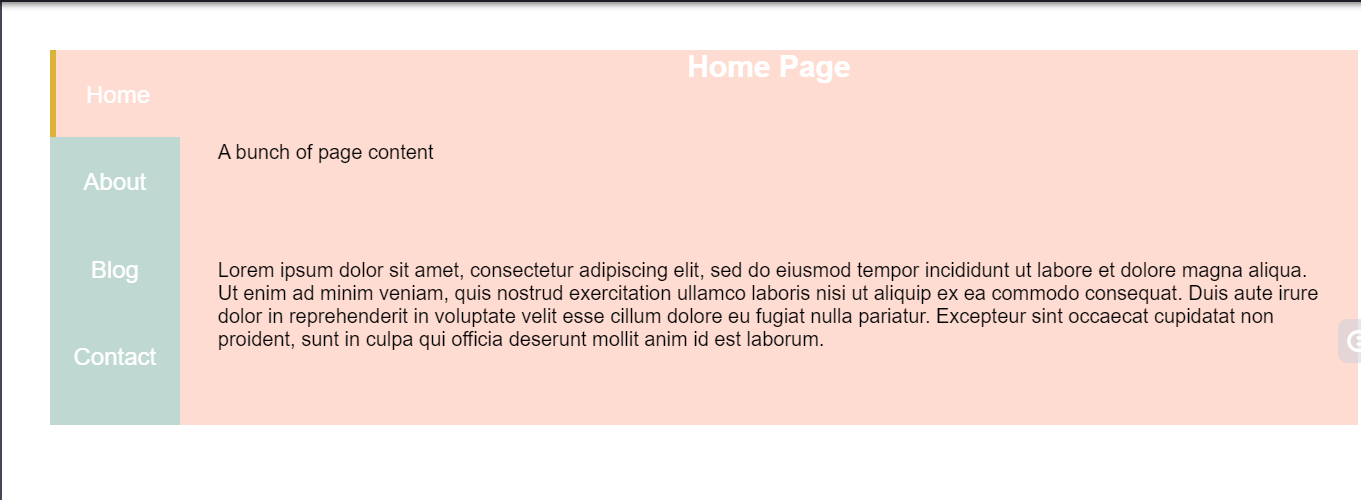 Home Page
Home
A bunch of page content
About
Blog
Lorem ipsum dolor sit amet, consectetur adipiscing elit, sed do eiusmod tempor incididunt ut labore et dolore magna aliqua.
Ut enim ad minim veniam, quis nostrud exercitation ullamco laboris nisi ut aliquip ex ea commodo consequat. Duis aute irure
dolor in reprehenderit in voluptate velit esse cillum dolore eu fugiat nulla pariatur. Excepteur sint occaecat cupidatat non
proident, sunt in culpa qui officia deserunt mollit anim id est laborum.
Contact